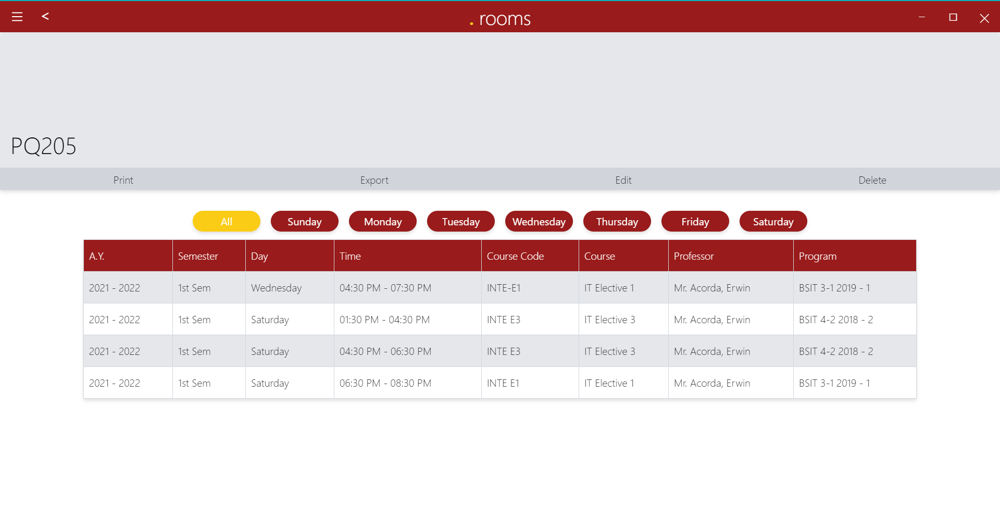 <
. rooms
PQ205
Print Export Edit Delete
All Sunday Monday Tuesday Wednesday Thursday Friday Saturday
A.Y. Semester Day Time Course Code Course Professor Program
2021 - 2022 1st Sem Wednesday 04:30 PM - 07:30 PM INTE-E1 IT Elective 1 Mr. Acorda, Erwin BSIT 3-1 2019 - 1
2021 - 2022 1st Sem Saturday 01:30 PM - 04:30 PM INTE E3 IT Elective 3 Mr. Acorda, Erwin BSIT 4-2 2018 - 2
2021 - 2022 1st Sem Saturday 04:30 PM - 06:30 PM INTE E3 IT Elective 3 Mr. Acorda, Erwin BSIT 4-2 2018 - 2
2021 - 2022 1st Sem Saturday 06:30 PM - 08:30 PM INTE E1 IT Elective 1 Mr. Acorda, Erwin BSIT 3-1 2019 - 1